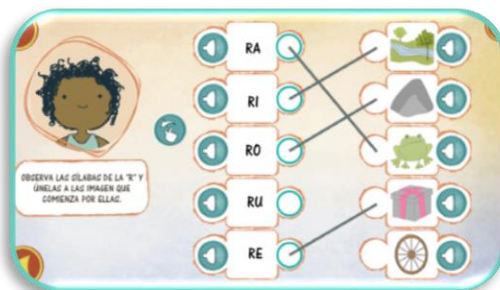 OBSERVA LAS SÍLABAS DE LA "R" Y
ÚNELAS A LAS IMAGEN QUE
COMIENZA POR ELLAS.
RA
RI
RO
RU
RE